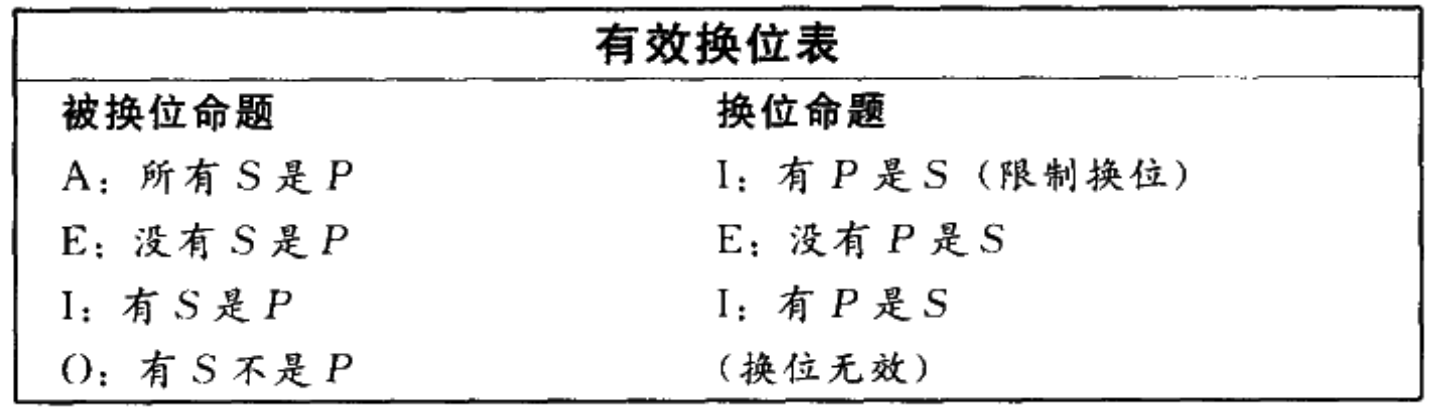 有效换位表
被换位命题 换位命题
A：所有 S 是 P I：有 P 是 S（限制换位）
E：没有 S 是 P E：没有 P 是 S
I：有 S 是 P I：有 P 是 S
O：有 S 不是 P （换位无效）